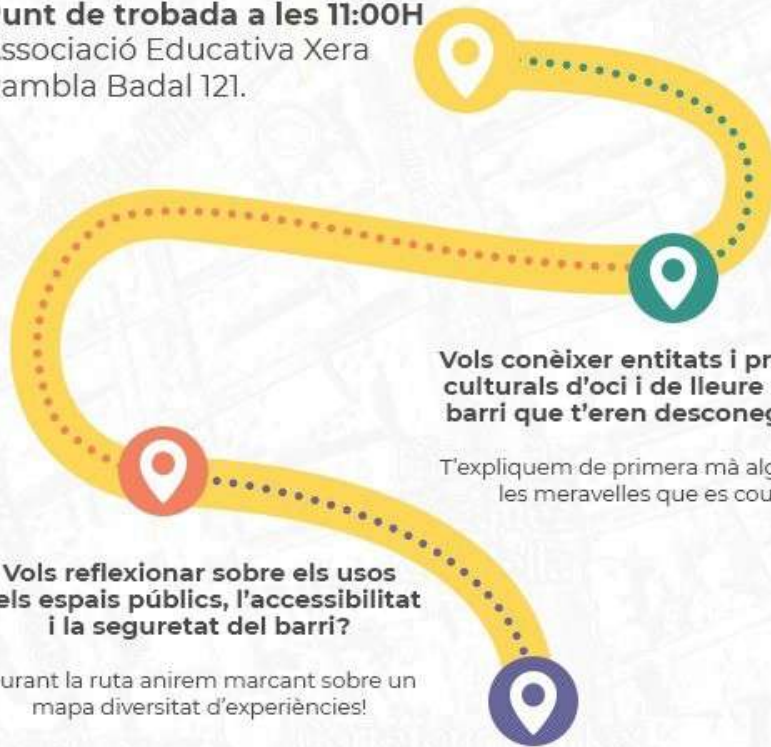 unt de trobada a les 11:00H
ssociació Educativa Xera
ambla Badal 121.
Vols conèixer entitats i pr
culturals d'oci i de lleure
barri que t'eren descone
T'expliquem de primera mà alg
les meravelles que es cou
Vols reflexionar sobre els usos
els espais públics, l'accessibilitat
i la seguretat del barri?
urant la ruta anirem marcant sobre un
mapa diversitat d'experiències!